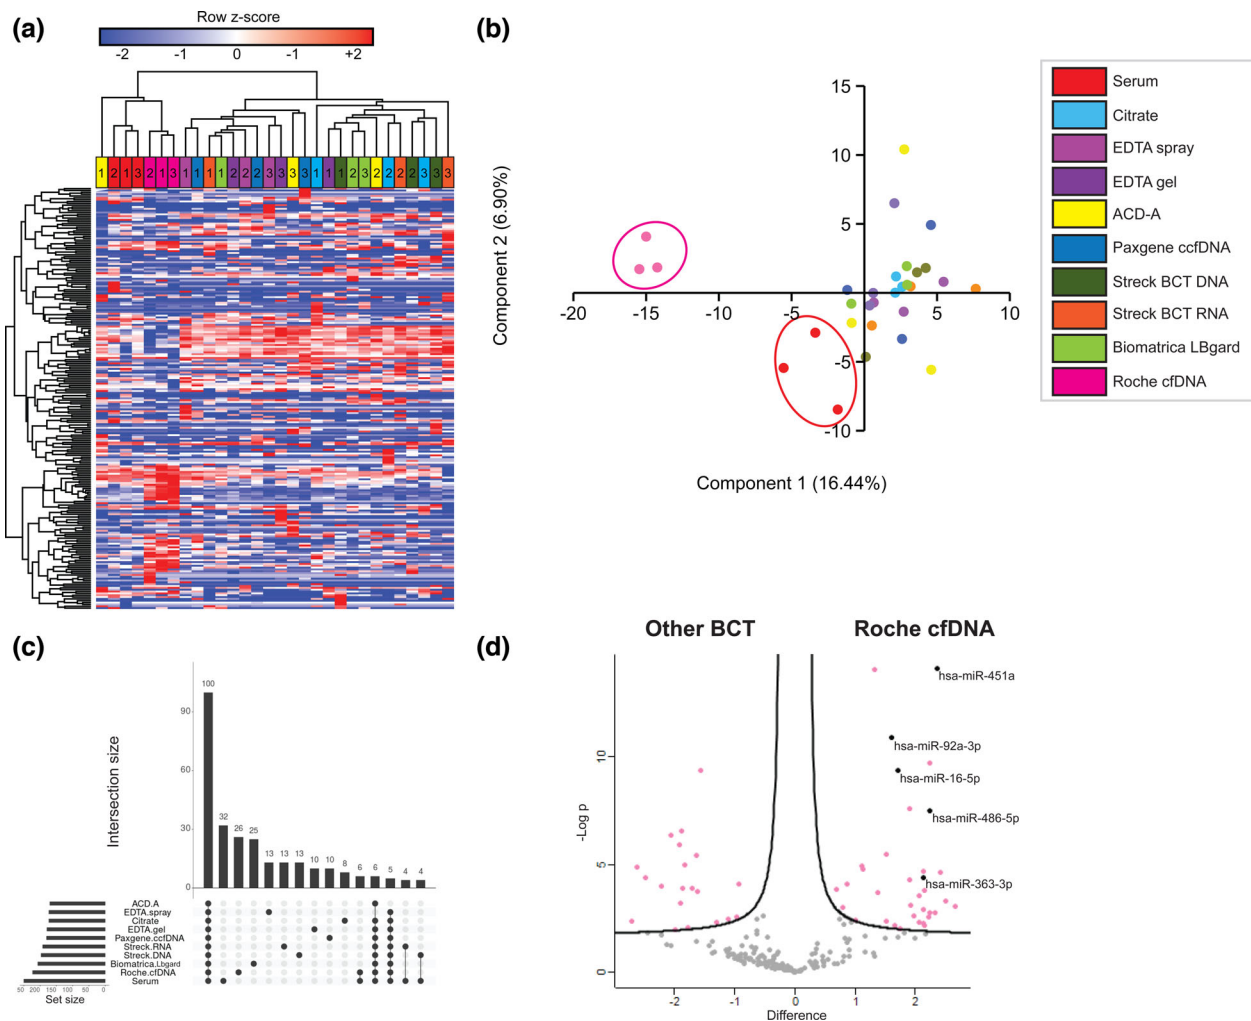 (a)
Row z-score
-2 -1 0 -1 +2
1 2 1 3 2 1 3 1 1 1 1 2 2 2 3 3 3 3 1 1 1 2 3 2 2 2 2 3 3 3
(b)
Component 2 (6.90%)
15
10
5
-20 -15 -10 -5 5 10
-5
-10
Component 1 (16.44%)
Serum
Citrate
EDTA spray
EDTA gel
ACD-A
Paxgene ccfDNA
Streck BCT DNA
Streck BCT RNA
Biomatrica LBgard
Roche cfDNA
(c)
Intersection size
90
60
30
0
100 32 26 25 13 13 13 10 10 8 6 6 5 4 4
ACD.A
EDTA.spray
Citrate
EDTA.gel
Paxgene.ccfDNA
Streck.RNA
Streck.DNA
Biomatrica.Lbgard
Roche.cfDNA
Serum
50 200 150 100 50 0
Set size
(d)
Other BCT Roche cfDNA
-Log p
10
5
0
hsa-miR-451a
hsa-miR-92a-3p
hsa-miR-16-5p
hsa-miR-486-5p
hsa-miR-363-3p
-2 -1 0 1 2
Difference